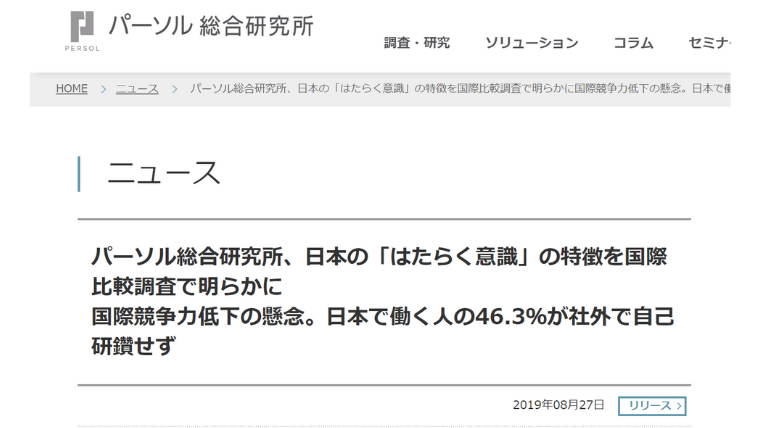 パーソル 総合研究所
PERSOL
調査・研究 ソリューション コラム セミナー
HOME ニュース パーソル総合研究所、日本の「はたらく意識」の特徴を国際比較調査で明らかに国際競争力低下の懸念。日本で働
ニュース
パーソル総合研究所、日本の「はたらく意識」の特徴を国際
比較調査で明らかに
国際競争力低下の懸念。日本で働く人の46.3%が社外で自己
研鑽せず
2019年08月27日 リリース